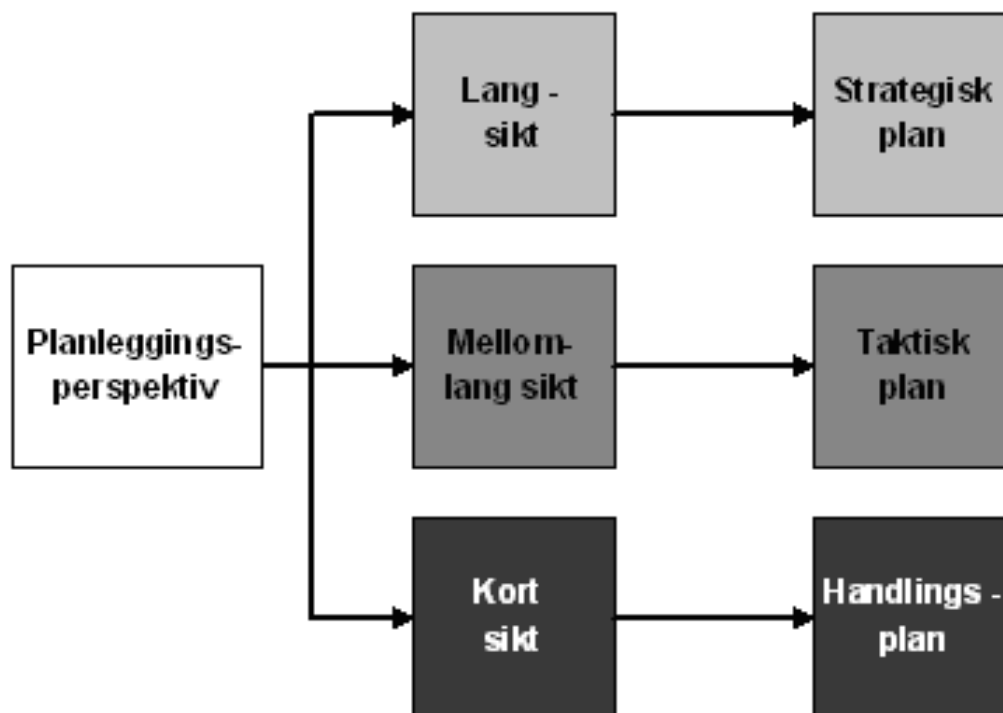 Lang -
sikt
Strategisk
plan
Planleggings-
perspektiv
Mellom-
lang sikt
Taktisk
plan
Kort
sikt
Handlings -
plan